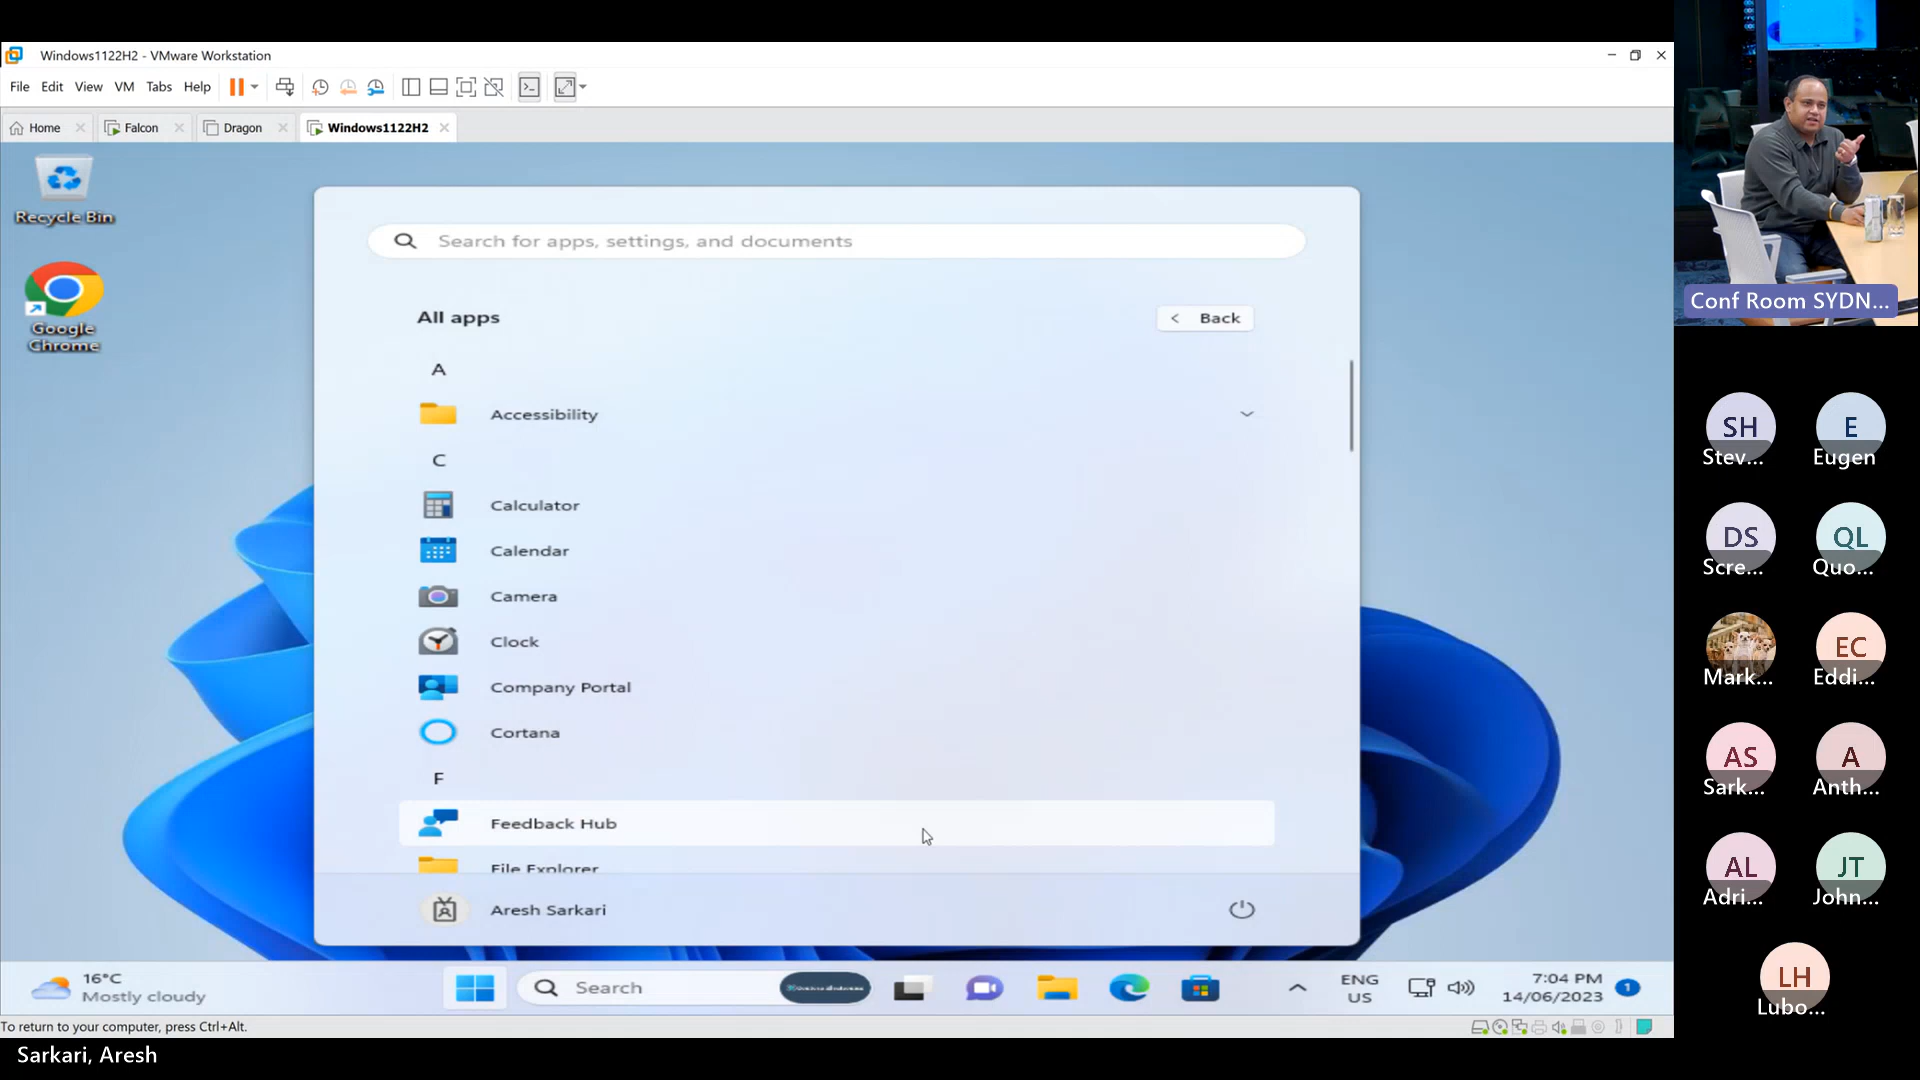 Windows1122H2 - VMware Workstation
File Edit View VM Tabs Help
Home Falcon Dragon Windows1122H2
Recycle Bin
Google
Chrome
Search for apps, settings, and documents
All apps
Back
A
Accessibility
C
Calculator
Calendar
Camera
Clock
Company Portal
Cortana
F
Feedback Hub
File Explorer
Aresh Sarkari
16°C
Mostly cloudy
Search
ENG
US
7:04 PM
14/06/2023
1
To return to your computer, press Ctrl+Alt.
Sarkari, Aresh
Conf Room SYDN...
SH
Stev...
E
Eugen
DS
Scre...
QL
Quo...
Mark...
EC
Eddi...
AS
Sark...
A
Anth...
AL
Adri...
JT
John...
LH
Lubo...